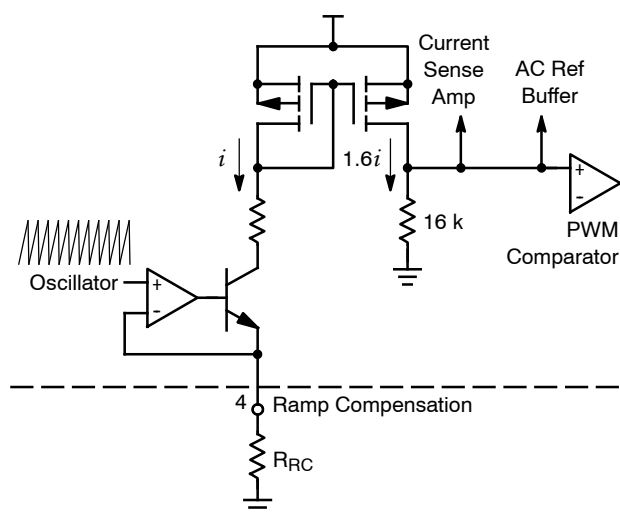 Current
Sense
Amp
AC Ref
Buffer
i
1.6i
+
-
16 k
PWM
Comparator
Oscillator
+
-
4
Ramp Compensation
RRC